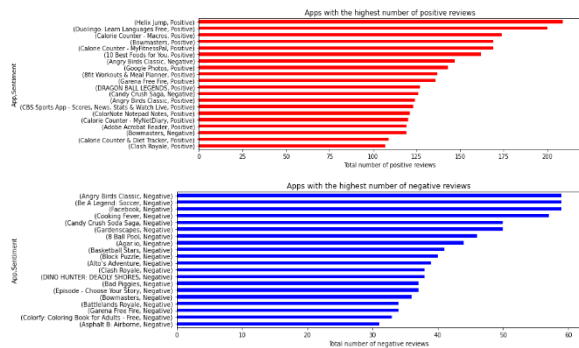 Apps with the highest number of positive reviews
(Helix Jump, Positive)
(Duolingo: Learn Languages Free, Positive)
(Calorie Counter - Macros, Positive)
(Bowmasters, Positive)
(Calorie Counter - MyFitnessPal, Positive)
(10 Best Foods for You, Positive)
(Angry Birds Classic, Negative)
(Google Photos, Positive)
(8fit Workouts & Meal Planner, Positive)
(Garena Free Fire, Positive)
(DRAGON BALL LEGENDS, Positive)
(Candy Crush Saga, Negative)
(Angry Birds Classic, Positive)
(CBS Sports App - Scores, News, Stats & Watch Live, Positive)
(ColorNote Notepad Notes, Positive)
(Calorie Counter - MyNetDiary, Positive)
(Adobe Acrobat Reader, Positive)
(Bowmasters, Negative)
(Calorie Counter & Diet Tracker, Positive)
(Clash Royale, Positive)
App,Sentiment
0 25 50 75 100 125 150 175 200
Total number of positive reviews
Apps with the highest number of negative reviews
(Angry Birds Classic, Negative)
(Be A Legend: Soccer, Negative)
(Facebook, Negative)
(Cooking Fever, Negative)
(Candy Crush Soda Saga, Negative)
(Gardenscapes, Negative)
(8 Ball Pool, Negative)
(Agar.io, Negative)
(Basketball Stars, Negative)
(Block Puzzle, Negative)
(Alto's Adventure, Negative)
(Clash Royale, Negative)
(DINO HUNTER: DEADLY SHORES, Negative)
(Bad Piggies, Negative)
(Episode - Choose Your Story, Negative)
(Bowmasters, Negative)
(Battlelands Royale, Negative)
(Garena Free Fire, Negative)
(Colorfy: Coloring Book for Adults - Free, Negative)
(Asphalt 8: Airborne, Negative)
App,Sentiment
0 10 20 30 40 50 60
Total number of negative reviews